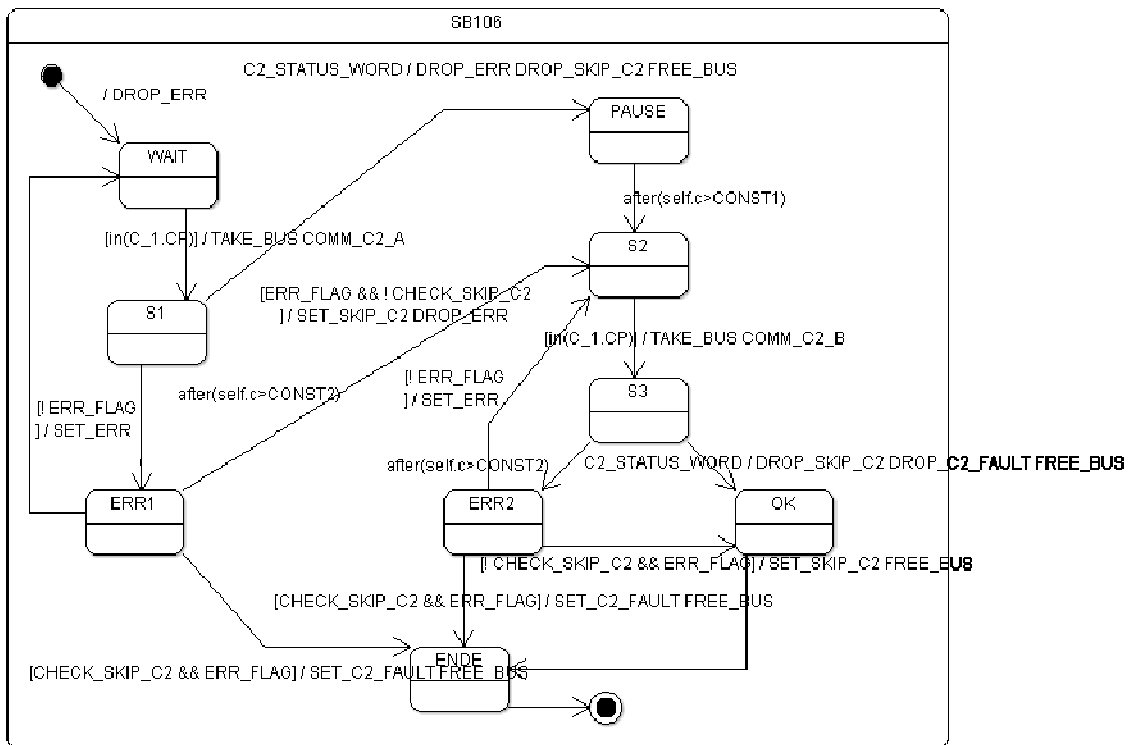 SB106
C2_STATUS_WORD / DROP_ERR DROP_SKIP_C2 FREE_BUS
/ DROP_ERR
PAUSE
WAIT
after(self.c>CONST1)
[in(C_1.CP)] / TAKE_BUS COMM_C2_A
S2
[ERR_FLAG && ! CHECK_SKIP_C2
] / SET_SKIP_C2 DROP_ERR
S1
[in(C_1.CP)] / TAKE_BUS COMM_C2_B
[! ERR_FLAG
] / SET_ERR
S3
after(self.c>CONST2)
[! ERR_FLAG
] / SET_ERR
after(self.c>CONST2)
C2_STATUS_WORD / DROP_SKIP_C2 DROP_C2_FAULT FREE_BUS
ERR1
ERR2
OK
[! CHECK_SKIP_C2 && ERR_FLAG] / SET_SKIP_C2 FREE_BUS
[CHECK_SKIP_C2 && ERR_FLAG] / SET_C2_FAULT FREE_BUS
ENDE
[CHECK_SKIP_C2 && ERR_FLAG] / SET_C2_FAULT FREE_BUS